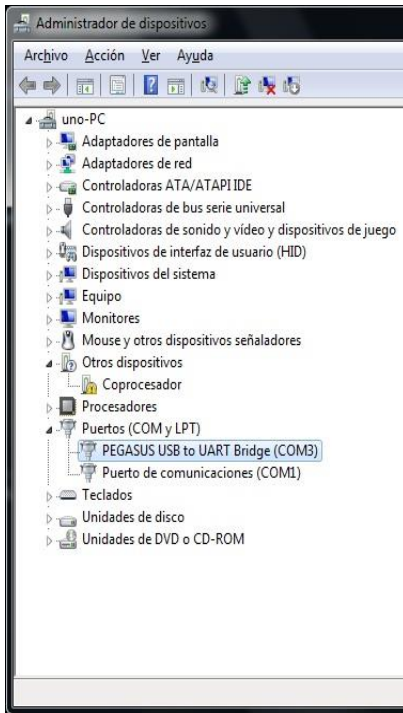 Administrador de dispositivos
Archivo Acción Ver Ayuda
uno-PC
Adaptadores de pantalla
Adaptadores de red
Controladoras ATA/ATAPI IDE
Controladoras de bus serie universal
Controladoras de sonido y vídeo y dispositivos de juego
Dispositivos de interfaz de usuario (HID)
Dispositivos del sistema
Equipo
Monitores
Mouse y otros dispositivos señaladores
Otros dispositivos
Coprocesador
Procesadores
Puertos (COM y LPT)
PEGASUS USB to UART Bridge (COM3)
Puerto de comunicaciones (COM1)
Teclados
Unidades de disco
Unidades de DVD o CD-ROM